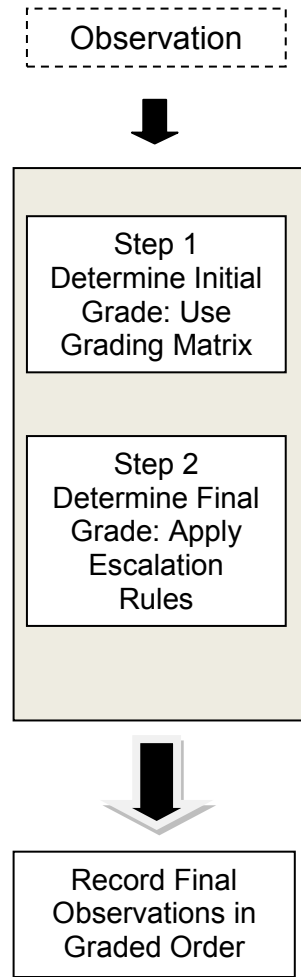 Observation
Step 1
Determine Initial
Grade: Use
Grading Matrix
Step 2
Determine Final
Grade: Apply
Escalation
Rules
Record Final
Observations in
Graded Order